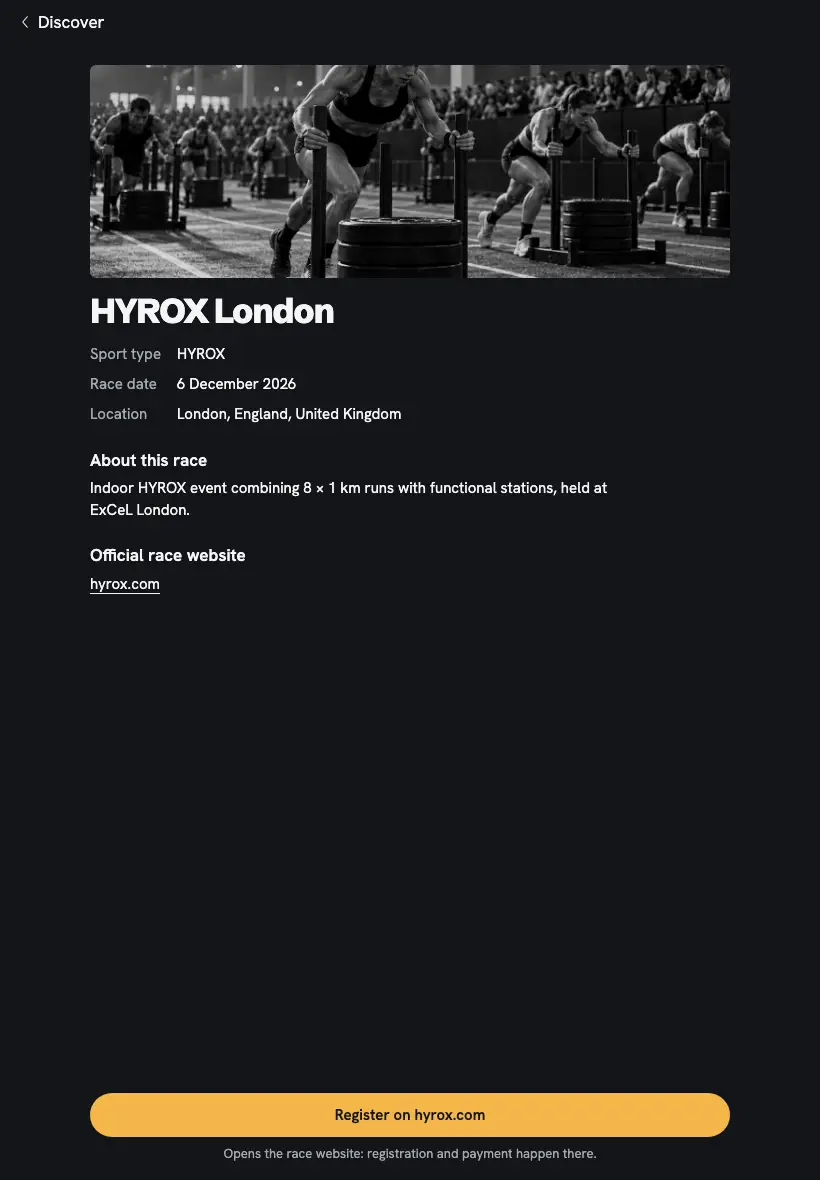 Discover
HYROX London
Sport type HYROX
Race date 6 December 2026
Location London, England, United Kingdom
About this race
Indoor HYROX event combining 8 × 1 km runs with functional stations, held at
ExCeL London.
Official race website
hyrox.com
Register on hyrox.com
Opens the race website: registration and payment happen there.